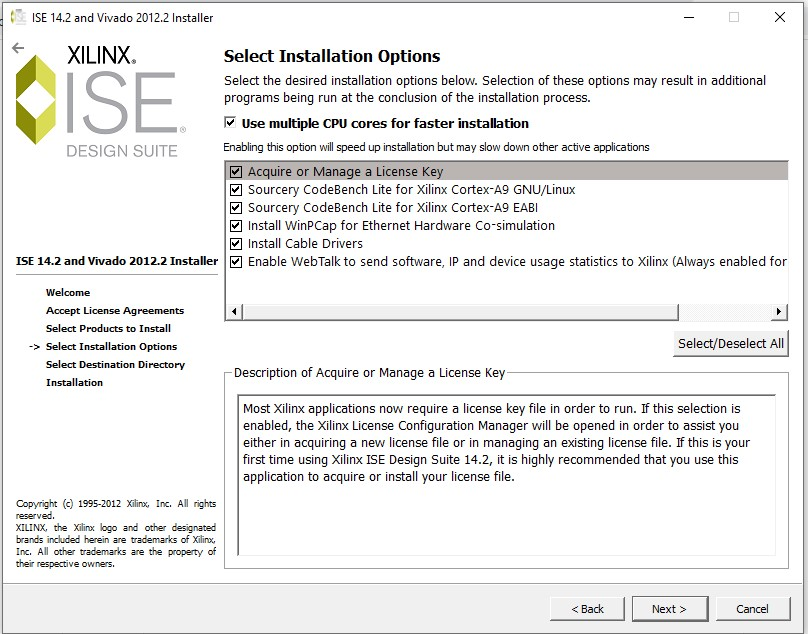 ISE 14.2 and Vivado 2012.2 Installer
XILINX®
ISE®
DESIGN SUITE
Select Installation Options
Select the desired installation options below. Selection of these options may result in additional
programs being run at the conclusion of the installation process.
Use multiple CPU cores for faster installation
Enabling this option will speed up installation but may slow down other active applications
Acquire or Manage a License Key
Sourcery CodeBench Lite for Xilinx Cortex-A9 GNU/Linux
Sourcery CodeBench Lite for Xilinx Cortex-A9 EABI
Install WinPCap for Ethernet Hardware Co-simulation
Install Cable Drivers
Enable WebTalk to send software, IP and device usage statistics to Xilinx (Always enabled for
Select/Deselect All
ISE 14.2 and Vivado 2012.2 Installer
Welcome
Accept License Agreements
Select Products to Install
-> Select Installation Options
Select Destination Directory
Installation
Description of Acquire or Manage a License Key
Most Xilinx applications now require a license key file in order to run. If this selection is
enabled, the Xilinx License Configuration Manager will be opened in order to assist you
either in acquiring a new license file or in managing an existing license file. If this is your
first time using Xilinx ISE Design Suite 14.2, it is highly recommended that you use this
application to acquire or install your license file.
Copyright (c) 1995-2012 Xilinx, Inc. All rights
reserved.
XILINX, the Xilinx logo and other designated
brands included herein are trademarks of Xilinx,
Inc. All other trademarks are the property of
their respective owners.
< Back
Next >
Cancel